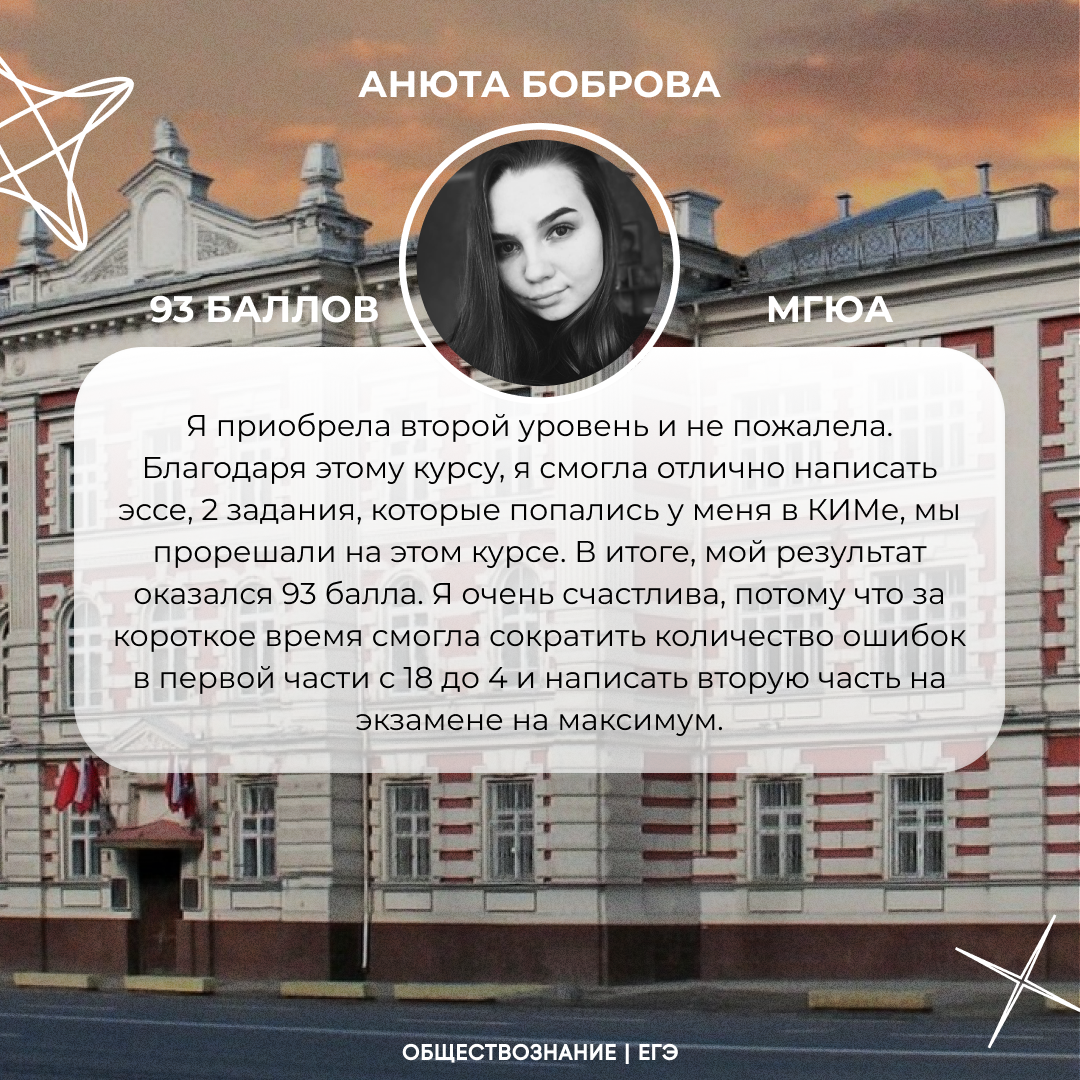 АНЮТА БОБРОВА
93 БАЛЛОВ
МГЮА
Я приобрела второй уровень и не пожалела.
Благодаря этому курсу, я смогла отлично написать
эссе, 2 задания, которые попались у меня в КИМе, мы
прорешали на этом курсе. В итоге, мой результат
оказался 93 балла. Я очень счастлива, потому что за
короткое время смогла сократить количество ошибок
в первой части с 18 до 4 и написать вторую часть на
экзамене на максимум.
ОБЩЕСТВОЗНАНИЕ | ЕГЭ